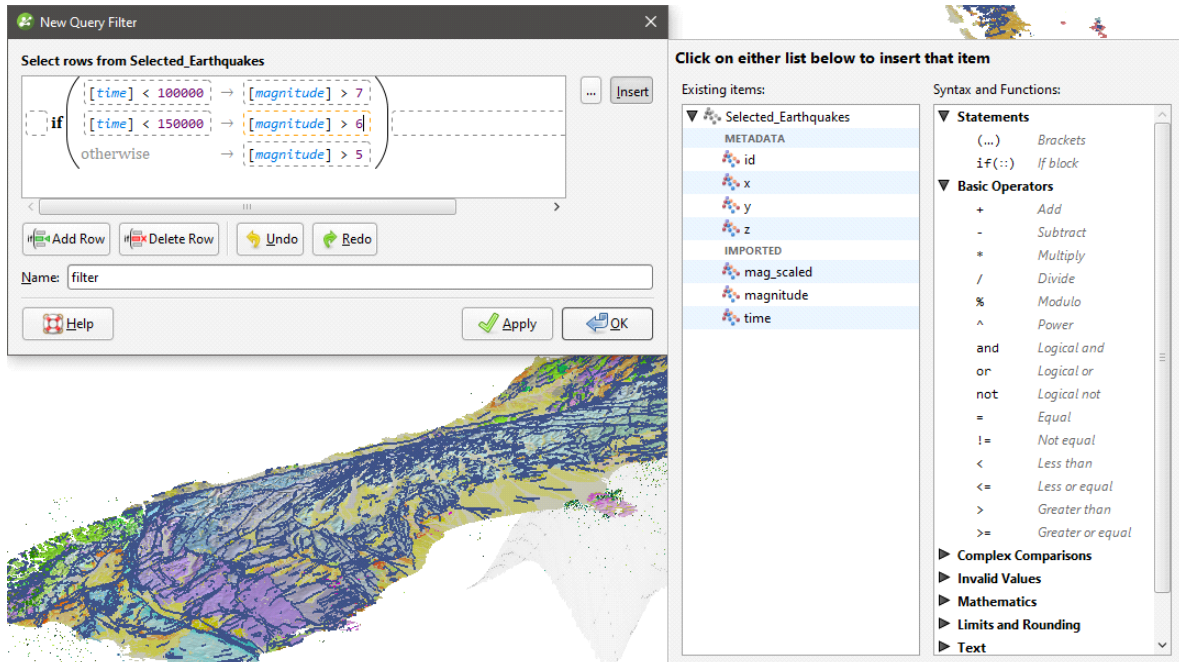 New Query Filter
Select rows from Selected_Earthquakes
[time] < 100000 → [magnitude] > 7
if [time] < 150000 → [magnitude] > 6
otherwise → [magnitude] > 5
... Insert
Add Row Delete Row Undo Redo
Name: filter
Help Apply OK
Click on either list below to insert that item
Existing items:
Selected_Earthquakes
METADATA
id
x
y
z
IMPORTED
mag_scaled
magnitude
time
Syntax and Functions:
Statements
(...) Brackets
if(::) If block
Basic Operators
+ Add
- Subtract
* Multiply
/ Divide
% Modulo
^ Power
and Logical and
or Logical or
not Logical not
= Equal
!= Not equal
< Less than
<= Less or equal
> Greater than
>= Greater or equal
Complex Comparisons
Invalid Values
Mathematics
Limits and Rounding
Text